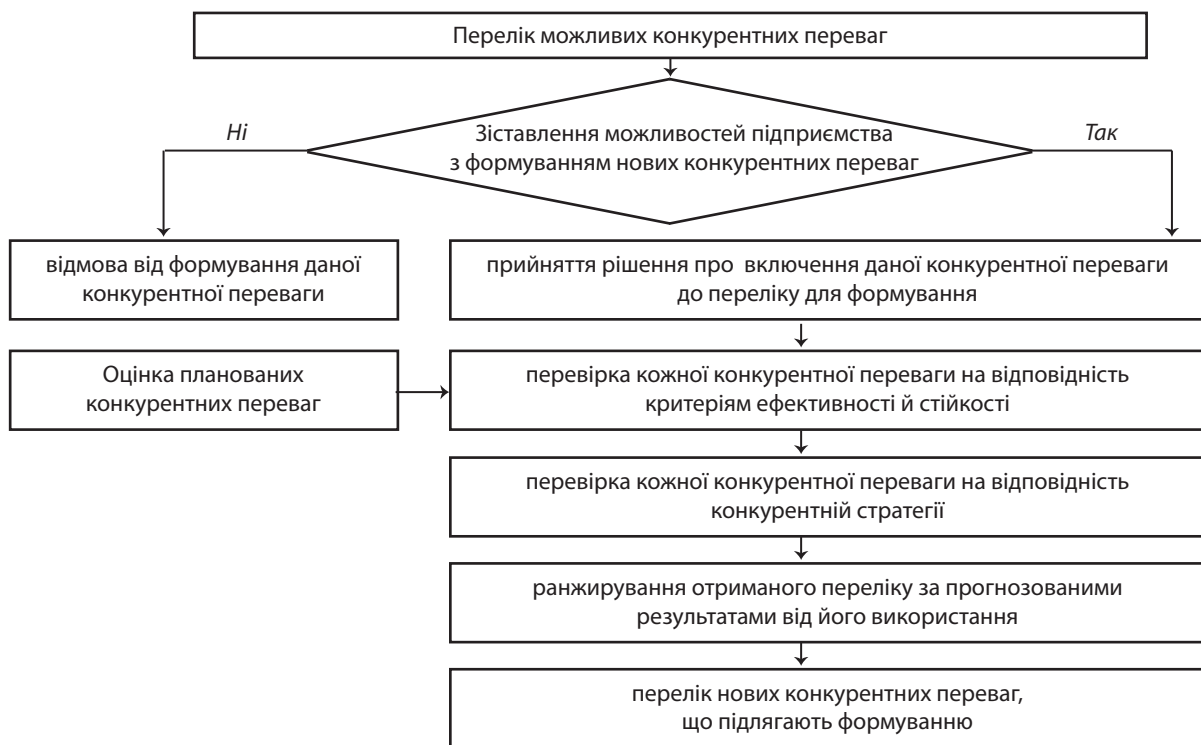 Перелік можливих конкурентних переваг
Ні
Зіставлення можливостей підприємства
з формуванням нових конкурентних переваг
Так
відмова від формування даної
конкурентної переваги
прийняття рішення про включення даної конкурентної переваги
до переліку для формування
Оцінка планованих
конкурентних переваг
перевірка кожної конкурентної переваги на відповідність
критеріям ефективності й стійкості
перевірка кожної конкурентної переваги на відповідність
конкурентній стратегії
ранжирування отриманого переліку за прогнозованими
результатами від його використання
перелік нових конкурентних переваг,
що підлягають формуванню